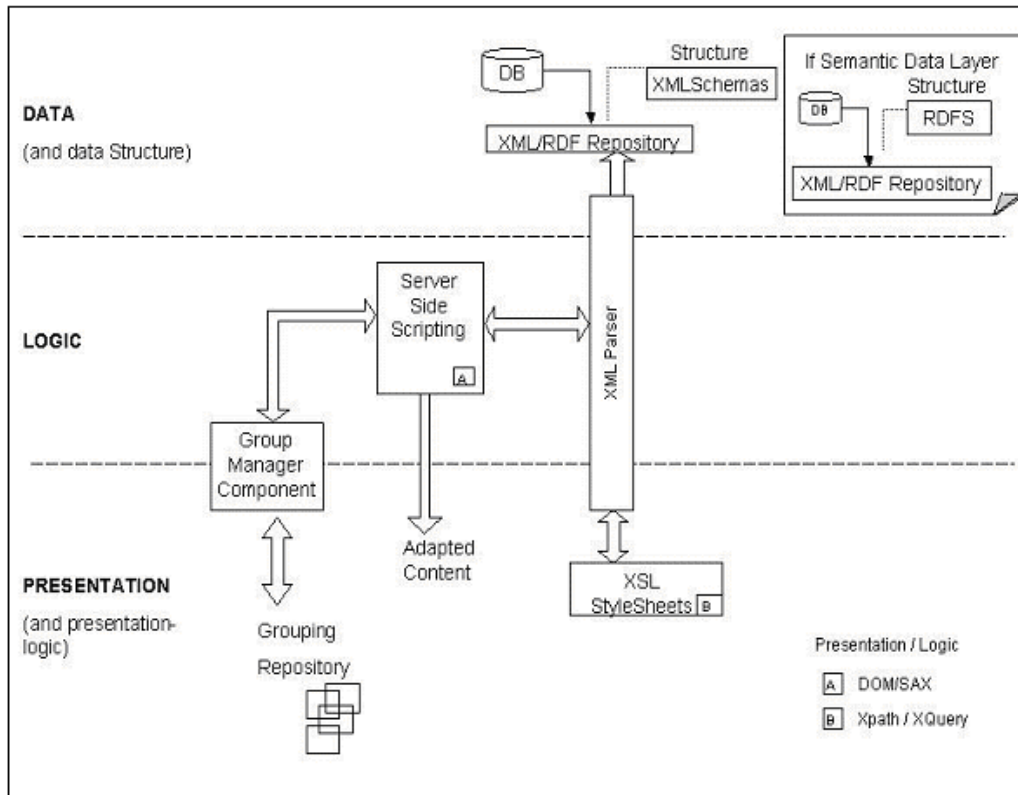 DATA
(and data Structure)
DB
Structure
XMLSchemas
XML/RDF Repository
If Semantic Data Layer
Structure
DB
RDFS
XML/RDF Repository
LOGIC
Server
Side
Scripting
A
XML Parser
Group
Manager
Component
PRESENTATION
(and presentation-
logic)
Adapted
Content
XSL
StyleSheets
B
Grouping
Repository
Presentation / Logic
A DOM/SAX
B Xpath / XQuery